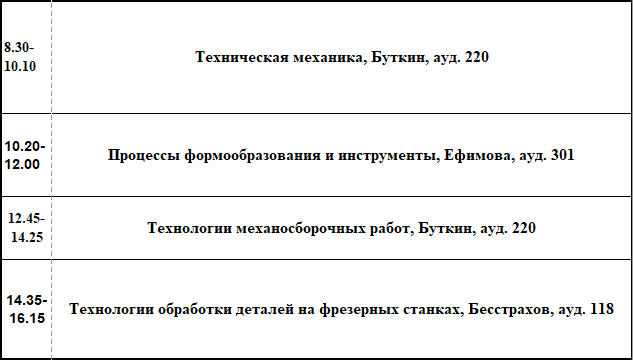 8.30-
10.10
Техническая механика, Буткин, ауд. 220
10.20-
12.00
Процессы формообразования и инструменты, Ефимова, ауд. 301
12.45-
14.25
Технологии механосборочных работ, Буткин, ауд. 220
14.35-
16.15
Технологии обработки деталей на фрезерных станках, Бесстрахов, ауд. 118